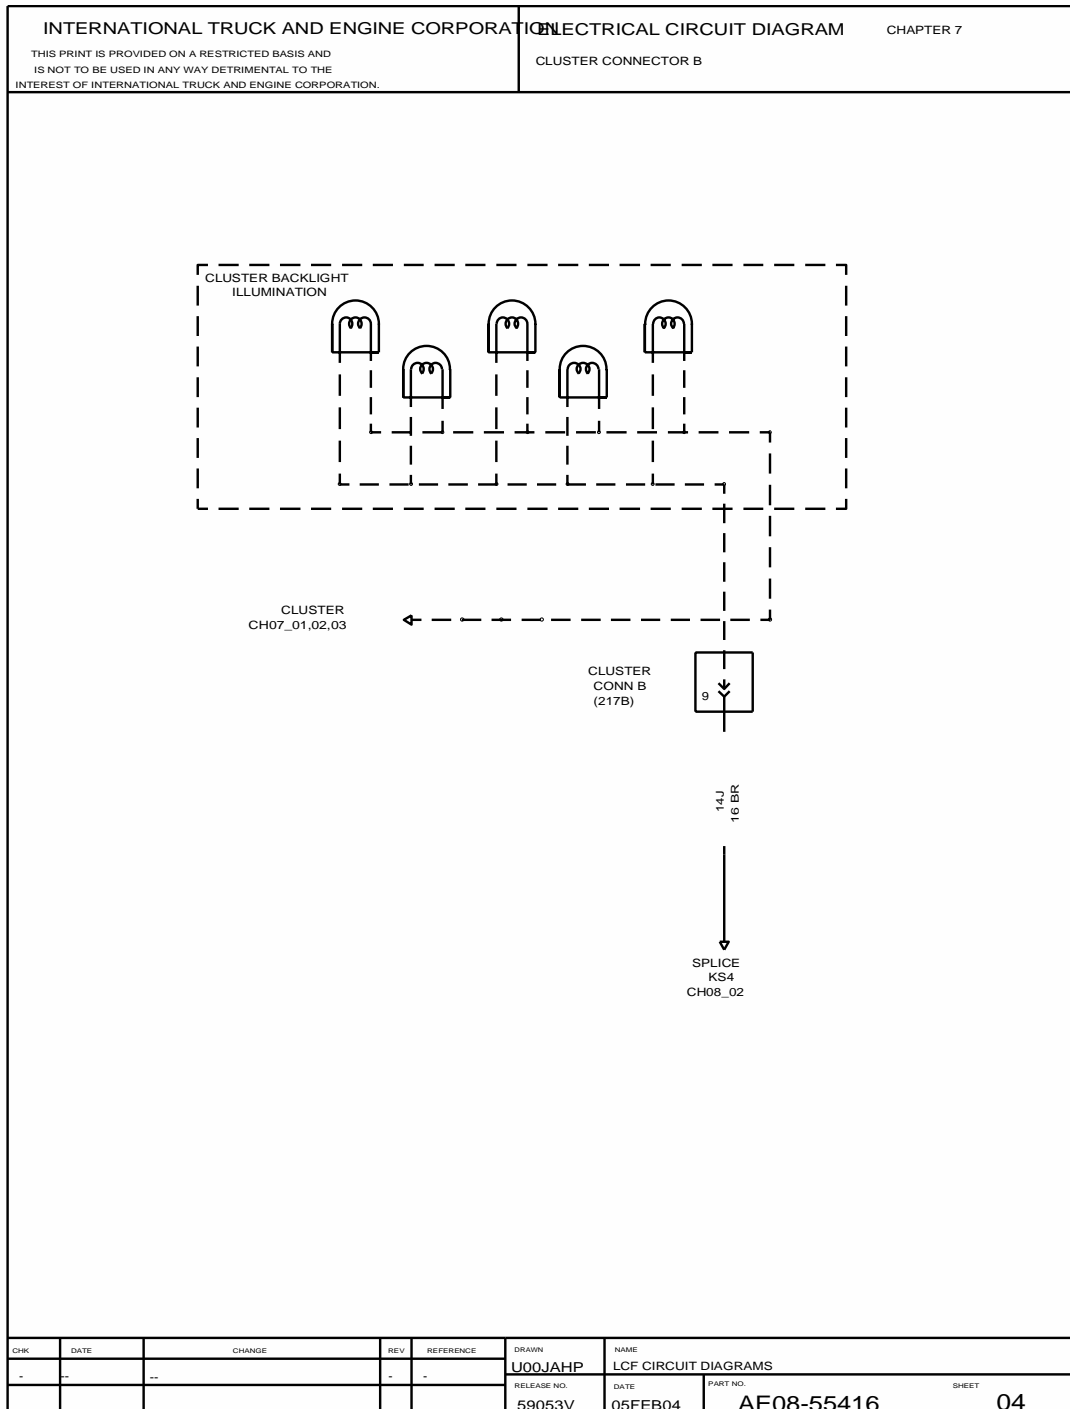 INTERNATIONAL TRUCK AND ENGINE CORPORATION
THIS PRINT IS PROVIDED ON A RESTRICTED BASIS AND
IS NOT TO BE USED IN ANY WAY DETRIMENTAL TO THE
INTEREST OF INTERNATIONAL TRUCK AND ENGINE CORPORATION.
ELECTRICAL CIRCUIT DIAGRAM
CHAPTER 7
CLUSTER CONNECTOR B
CLUSTER BACKLIGHT
ILLUMINATION
CLUSTER
CH07_01,02,03
CLUSTER
CONN B
(217B)
9
14J
16 BR
SPLICE
KS4
CH08_02
CHK DATE CHANGE REV REFERENCE
- -- -- - -
DRAWN
U00JAHP
NAME
LCF CIRCUIT DIAGRAMS
RELEASE NO.
59053V
DATE
05FEB04
PART NO.
AE08-55416
SHEET
04